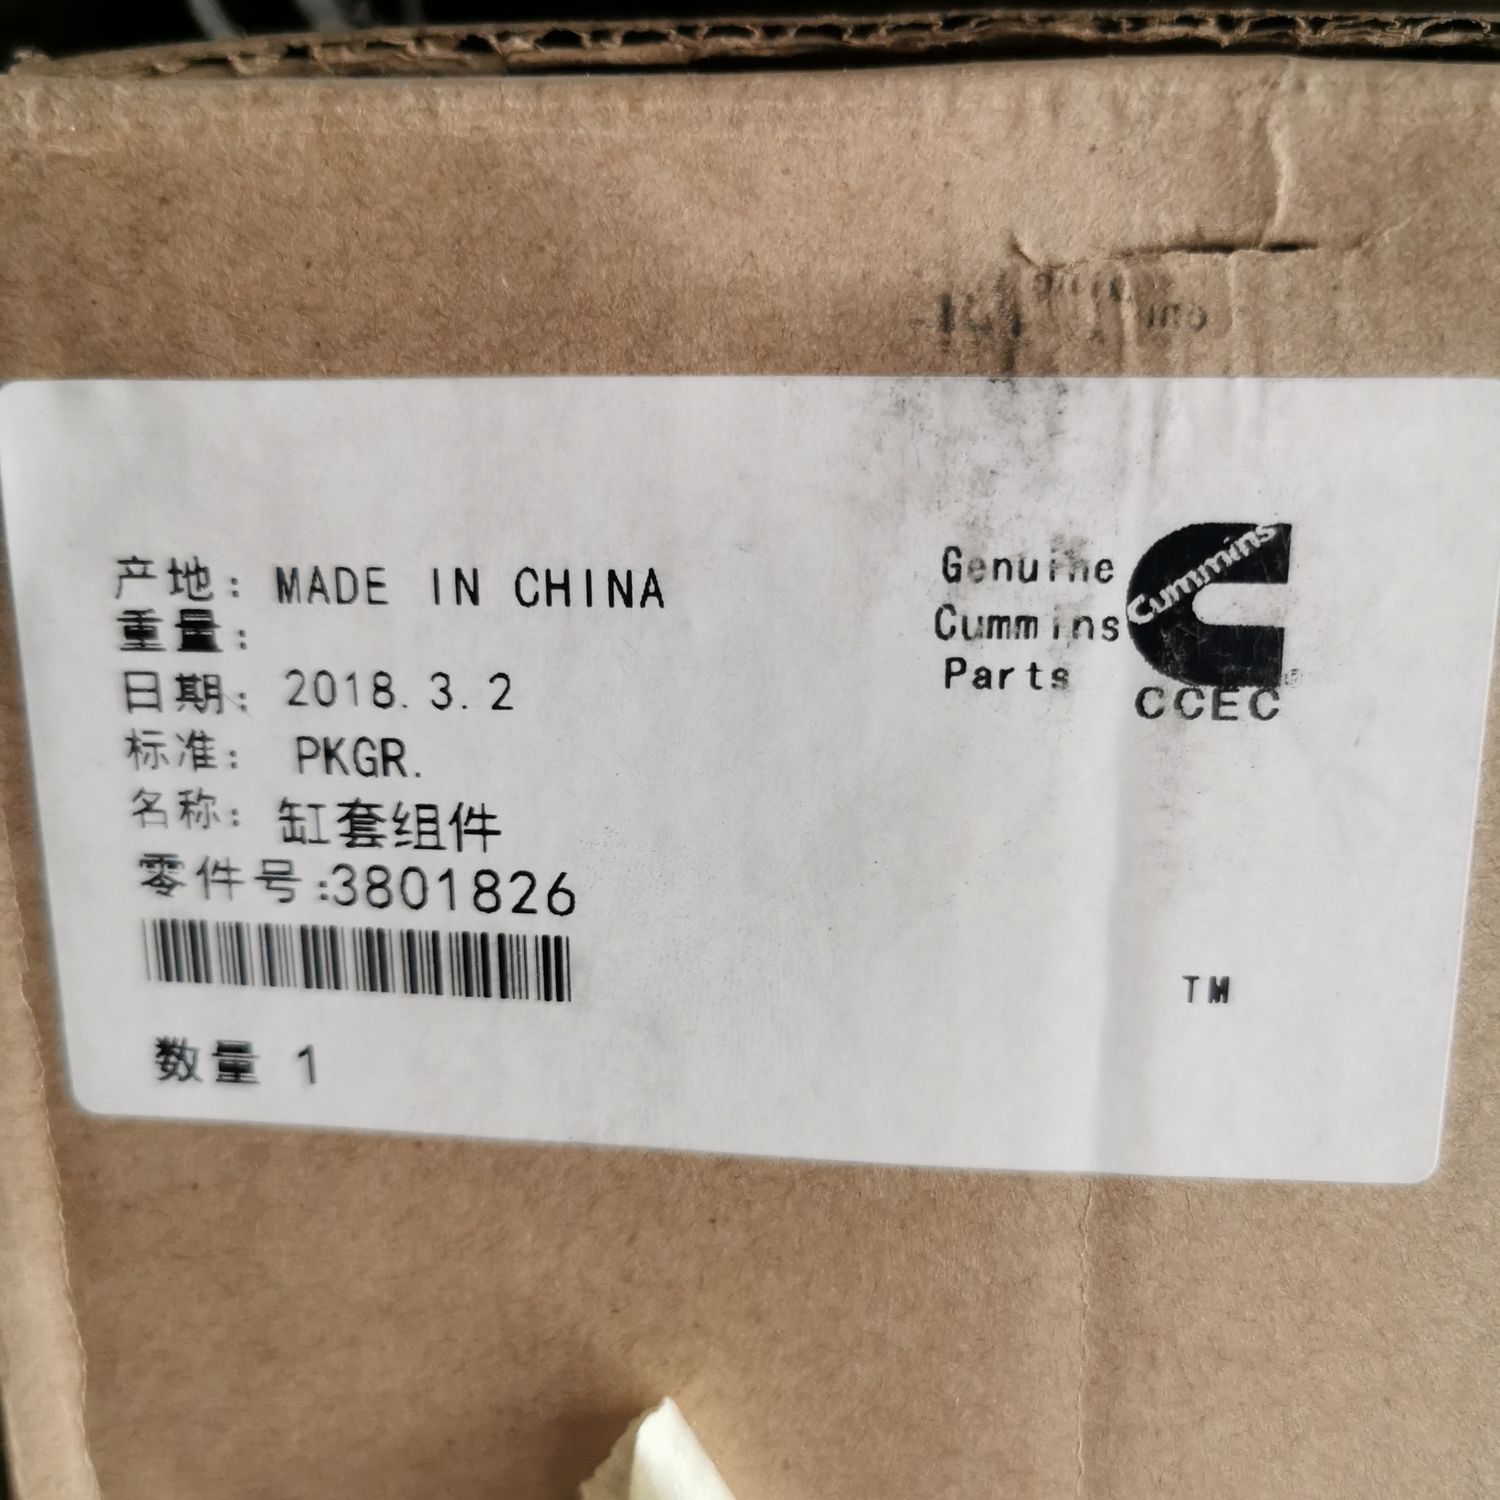 产地: MADE IN CHINA
重量:
日期: 2018.3.2
标准: PKGR.
名称: 缸套组件
零件号:3801826
数量 1
Genuine
Cummins
Parts
Cummins
®
CCEC
TM